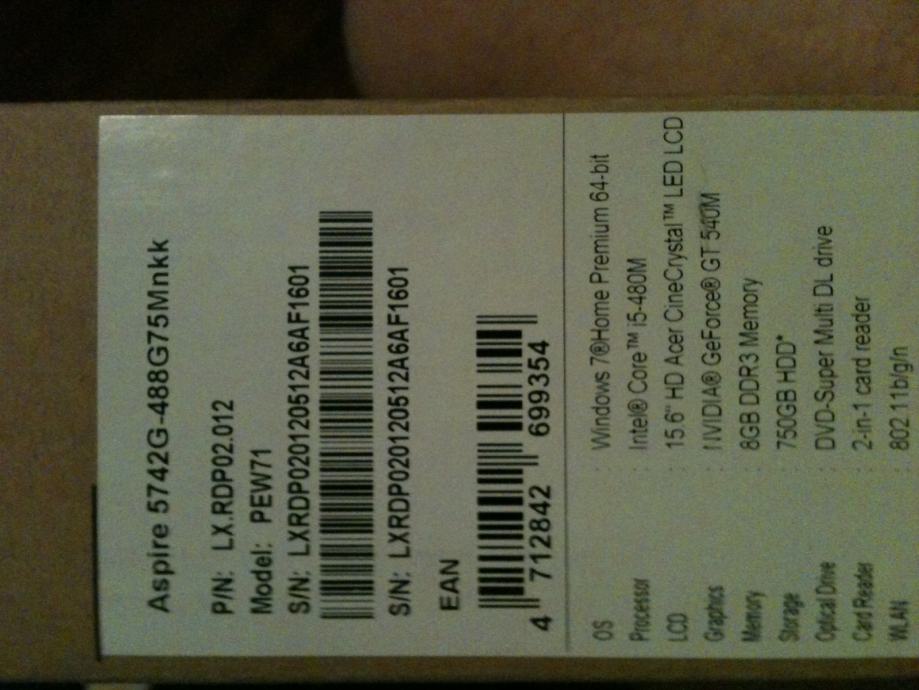 Aspire 5742G-488G75Mnkk
P/N: LX.RDP02.012
Model: PEW71
S/N: LXRDP020120512A6AF1601
S/N: LXRDP020120512A6AF1601
EAN
4 712842 699354
OS : Windows 7®Home Premium 64-bit
Processor : Intel® Core™ i5-480M
LCD : 15.6" HD Acer CineCrystal™ LED LCD
Graphics : NVIDIA® GeForce® GT 540M
Memory : 8GB DDR3 Memory
Storage : 750GB HDD*
Optical Drive : DVD-Super Multi DL drive
Card Reader : 2-in-1 card reader
WLAN : 802.11b/g/n